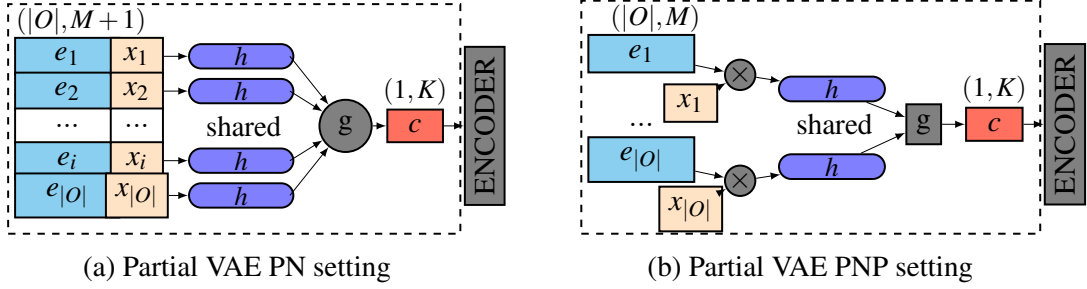 (|O|, M + 1)
e1 x1 h
e2 x2 h
... ... shared
ei xi h
e|O| x|O| h
g
(1, K)
c
ENCODER
(a) Partial VAE PN setting
(|O|, M)
e1
x1
×
h
...
shared
e|O|
x|O|
×
h
g
(1, K)
c
ENCODER
(b) Partial VAE PNP setting